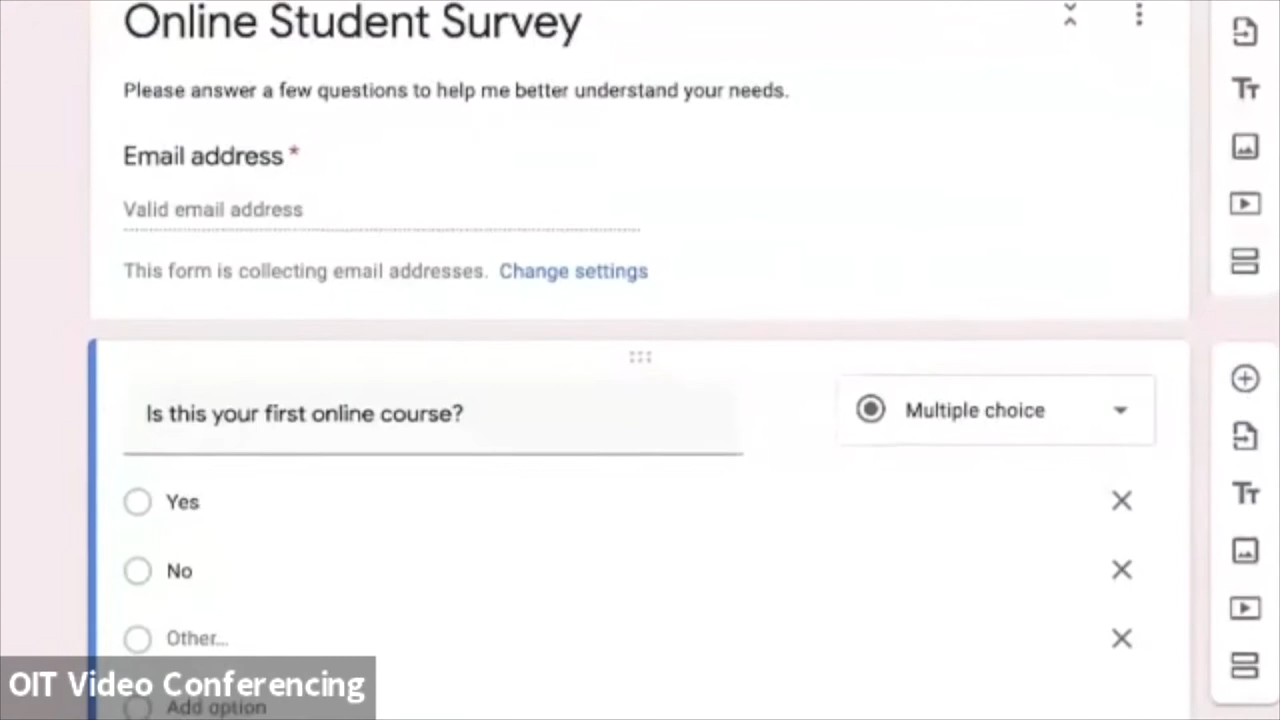 Online Student Survey
Please answer a few questions to help me better understand your needs.
Email address *
Valid email address
This form is collecting email addresses. Change settings
Is this your first online course?
Multiple choice
Yes
No
Other...
Add option
OIT Video Conferencing